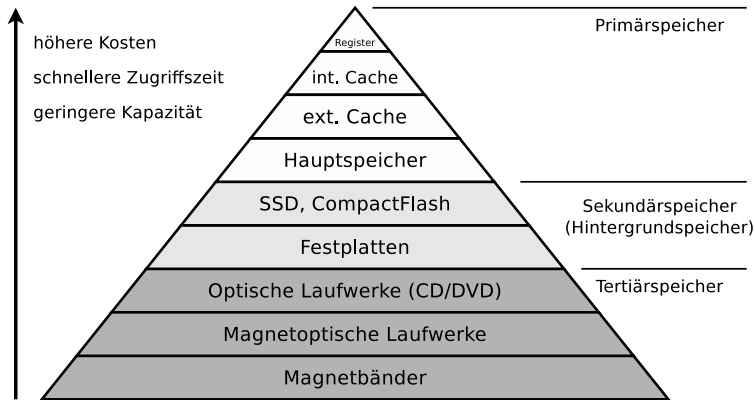 höhere Kosten
schnellere Zugriffszeit
geringere Kapazität
Register
int. Cache
ext. Cache
Hauptspeicher
SSD, CompactFlash
Festplatten
Optische Laufwerke (CD/DVD)
Magnetoptische Laufwerke
Magnetbänder
Primärspeicher
Sekundärspeicher
(Hintergrundspeicher)
Tertiärspeicher